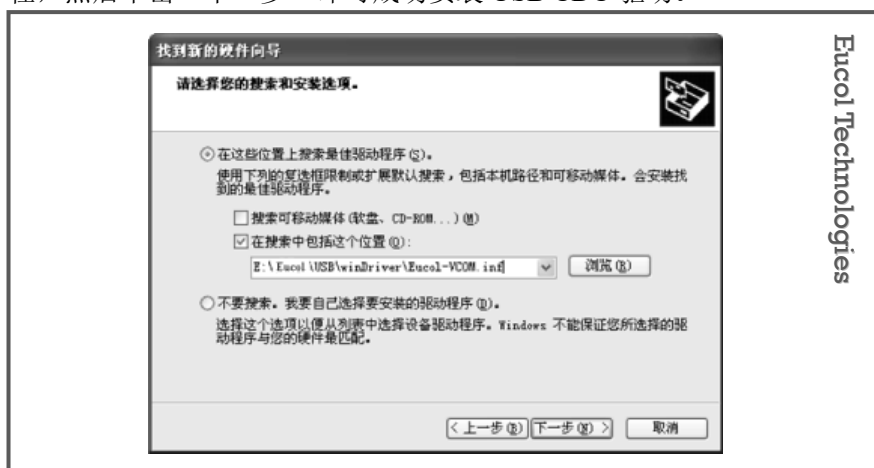 找到新的硬件向导
请选择您的搜索和安装选项。
在这些位置上搜索最佳驱动程序(S)。
使用下列的复选框限制或扩展默认搜索，包括本机路径和可移动媒体。会安装找
到的最佳驱动程序。
搜索可移动媒体(软盘、CD-ROM...)(M)
在搜索中包括这个位置(O):
E:\Eucol\USB\winDriver\Eucol-VCOM.inf
浏览(R)
不要搜索。我要自己选择要安装的驱动程序(D)。
选择这个选项以便从列表中选择设备驱动程序。Windows 不能保证您所选择的驱
动程序与您的硬件最匹配。
< 上一步(B)
下一步(N) >
取消
Eucol Technologies